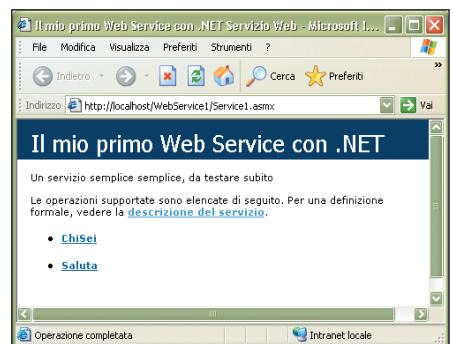 Il mio primo Web Service con .NET Servizio Web - Microsoft I...
File Modifica Visualizza Preferiti Strumenti ?
Indietro Cerca Preferiti »
Indirizzo http://localhost/WebService1/Service1.asmx Vai
Il mio primo Web Service con .NET
Un servizio semplice semplice, da testare subito
Le operazioni supportate sono elencate di seguito. Per una definizione
formale, vedere la descrizione del servizio.
• ChiSei
• Saluta
Operazione completata Intranet locale